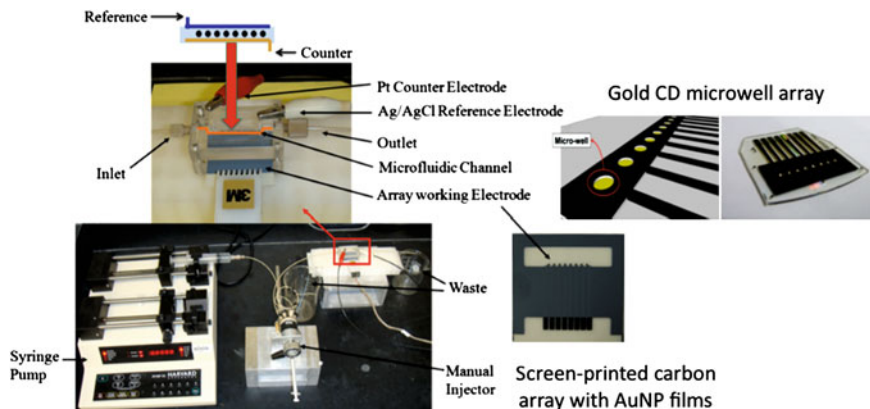 Reference
Counter
Pt Counter Electrode
Ag/AgCl Reference Electrode
Outlet
Inlet
Microfluidic Channel
Array working Electrode
3M
Gold CD microwell array
Micro-well
Waste
Syringe
Pump
HARVARD
Manual
Injector
Screen-printed carbon
array with AuNP films